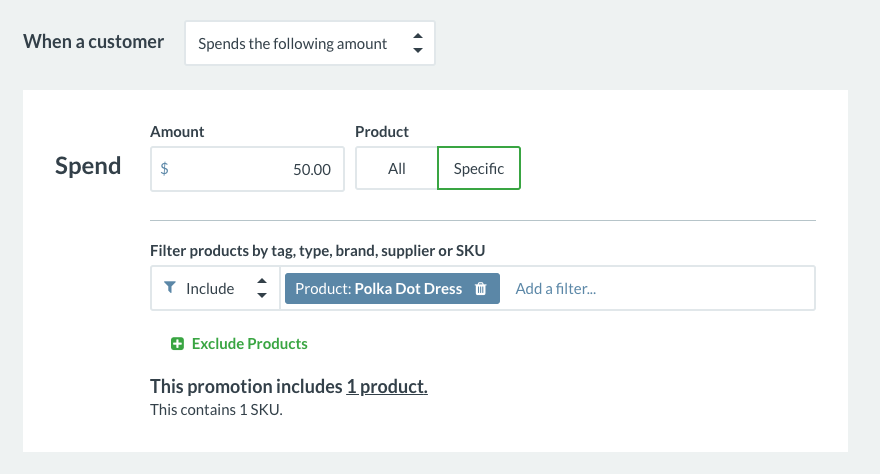 When a customer Spends the following amount
Amount Product
Spend $ 50.00 All Specific
Filter products by tag, type, brand, supplier or SKU
Include Product: Polka Dot Dress Add a filter...
Exclude Products
This promotion includes 1 product.
This contains 1 SKU.